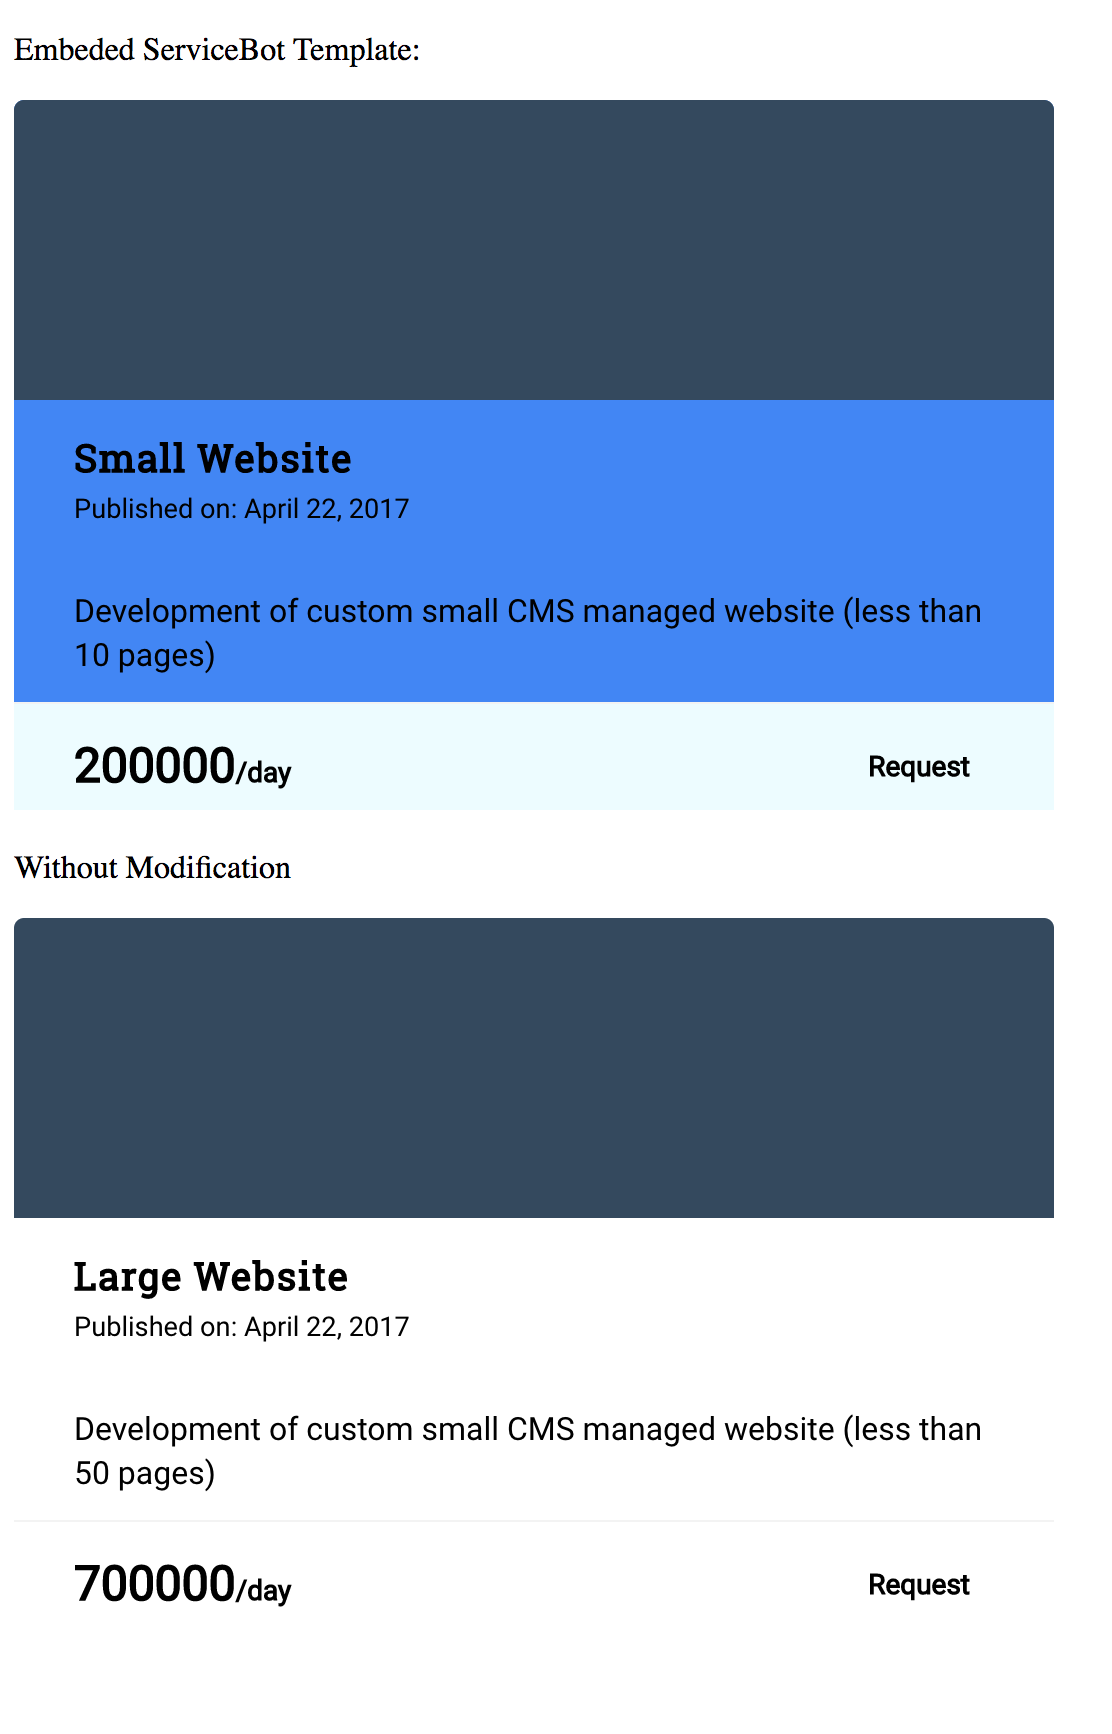 Embeded ServiceBot Template:
Small Website
Published on: April 22, 2017
Development of custom small CMS managed website (less than
10 pages)
200000/day
Request
Without Modification
Large Website
Published on: April 22, 2017
Development of custom small CMS managed website (less than
50 pages)
700000/day
Request